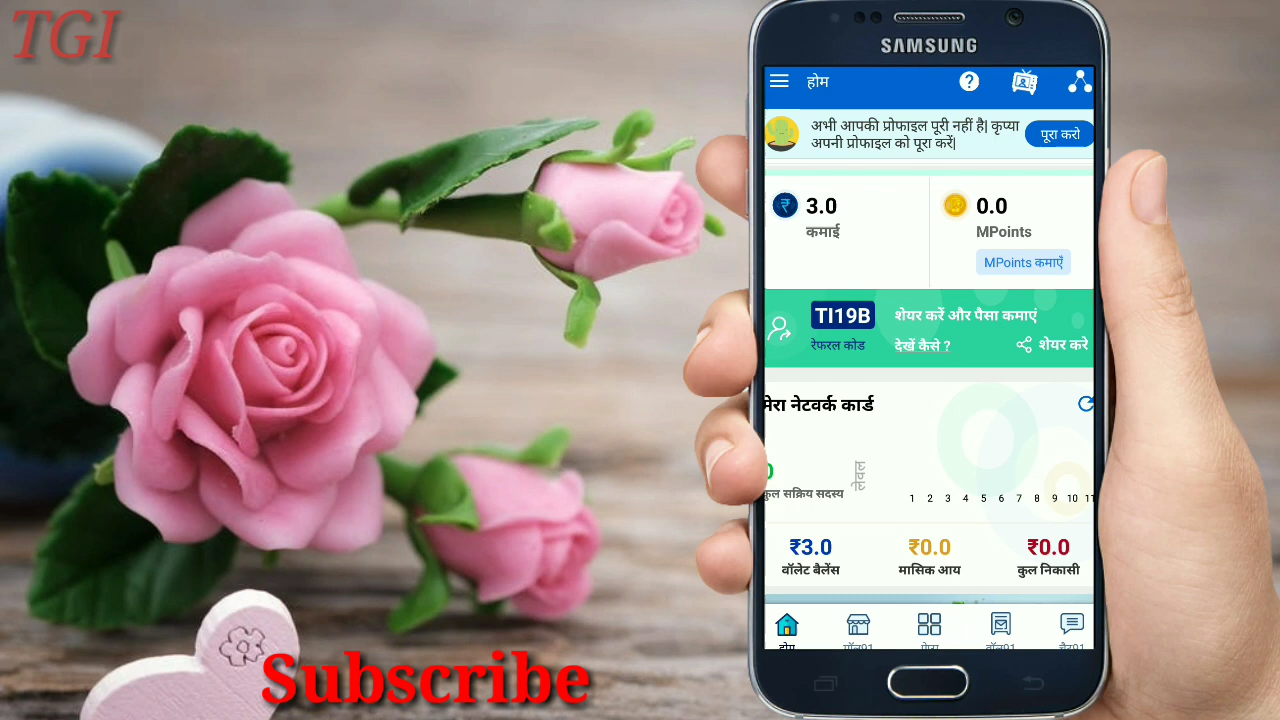 TGI
SAMSUNG
होम
अभी आपकी प्रोफाइल पूरी नहीं है| कृप्या
अपनी प्रोफाइल को पूरा करें|
पूरा करो
3.0
कमाई
0.0
MPoints
MPoints कमाएँ
TI19B
रेफरल कोड
शेयर करें और पैसा कमाएं
देखें कैसे ?
शेयर करे
मेरा नेटवर्क कार्ड
0
कुल सक्रिय सदस्य
लेवल
1 2 3 4 5 6 7 8 9 10 11
₹3.0
वॉलेट बैलेंस
₹0.0
मासिक आय
₹0.0
कुल निकासी
होम
Subscribe